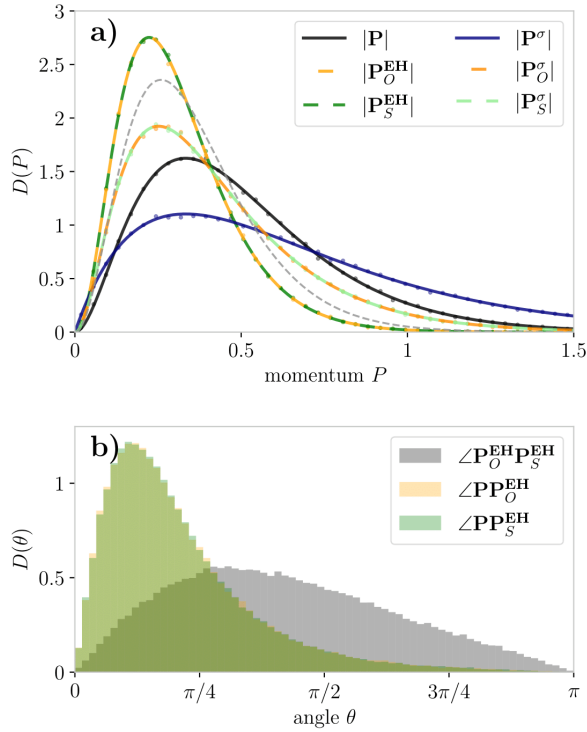 a)
|P|
|P_O^EH|
|P_S^EH|
|P^σ|
|P_O^σ|
|P_S^σ|
D(P)
3
2.5
2
1.5
1
0.5
0
0 0.5 1 1.5
momentum P
b)
∠P_O^EH P_S^EH
∠PP_O^EH
∠PP_S^EH
D(θ)
1
0.5
0
0 π/4 π/2 3π/4 π
angle θ